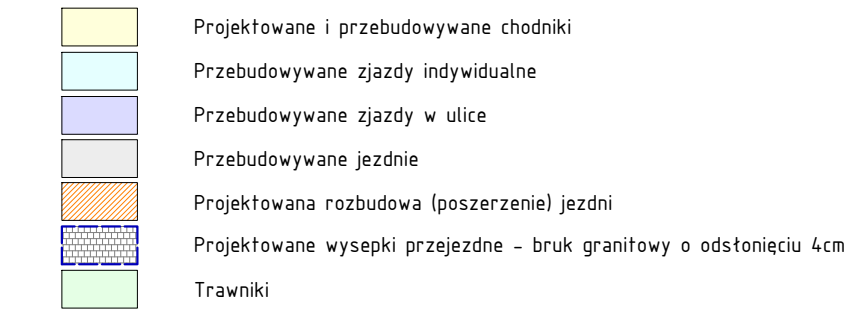 Projektowane i przebudowywane chodniki
Przebudowywane zjazdy indywidualne
Przebudowywane zjazdy w ulice
Przebudowywane jezdnie
Projektowana rozbudowa (poszerzenie) jezdni
Projektowane wysepki przejezdne - bruk granitowy o odsłonięciu 4cm
Trawniki